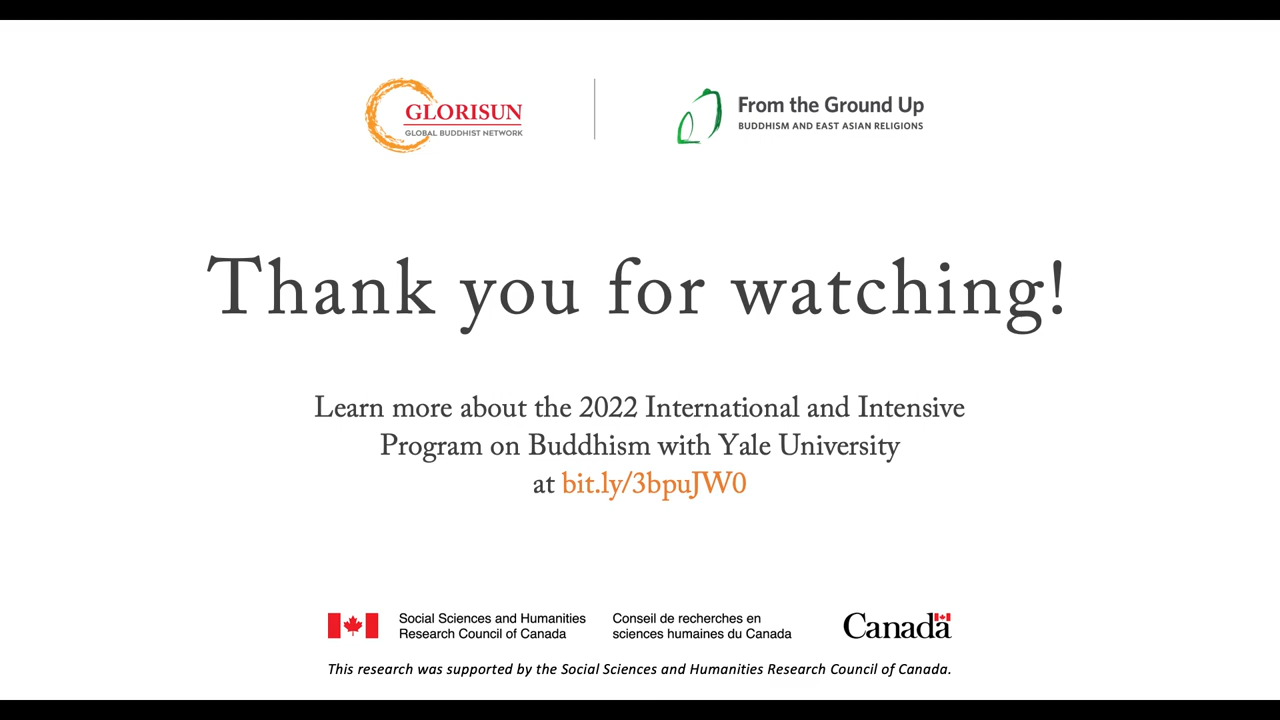 GLORISUN
GLOBAL BUDDHIST NETWORK
From the Ground Up
BUDDHISM AND EAST ASIAN RELIGIONS
Thank you for watching!
Learn more about the 2022 International and Intensive
Program on Buddhism with Yale University
at bit.ly/3bpuJW0
Social Sciences and Humanities
Research Council of Canada
Conseil de recherches en
sciences humaines du Canada
Canada
This research was supported by the Social Sciences and Humanities Research Council of Canada.